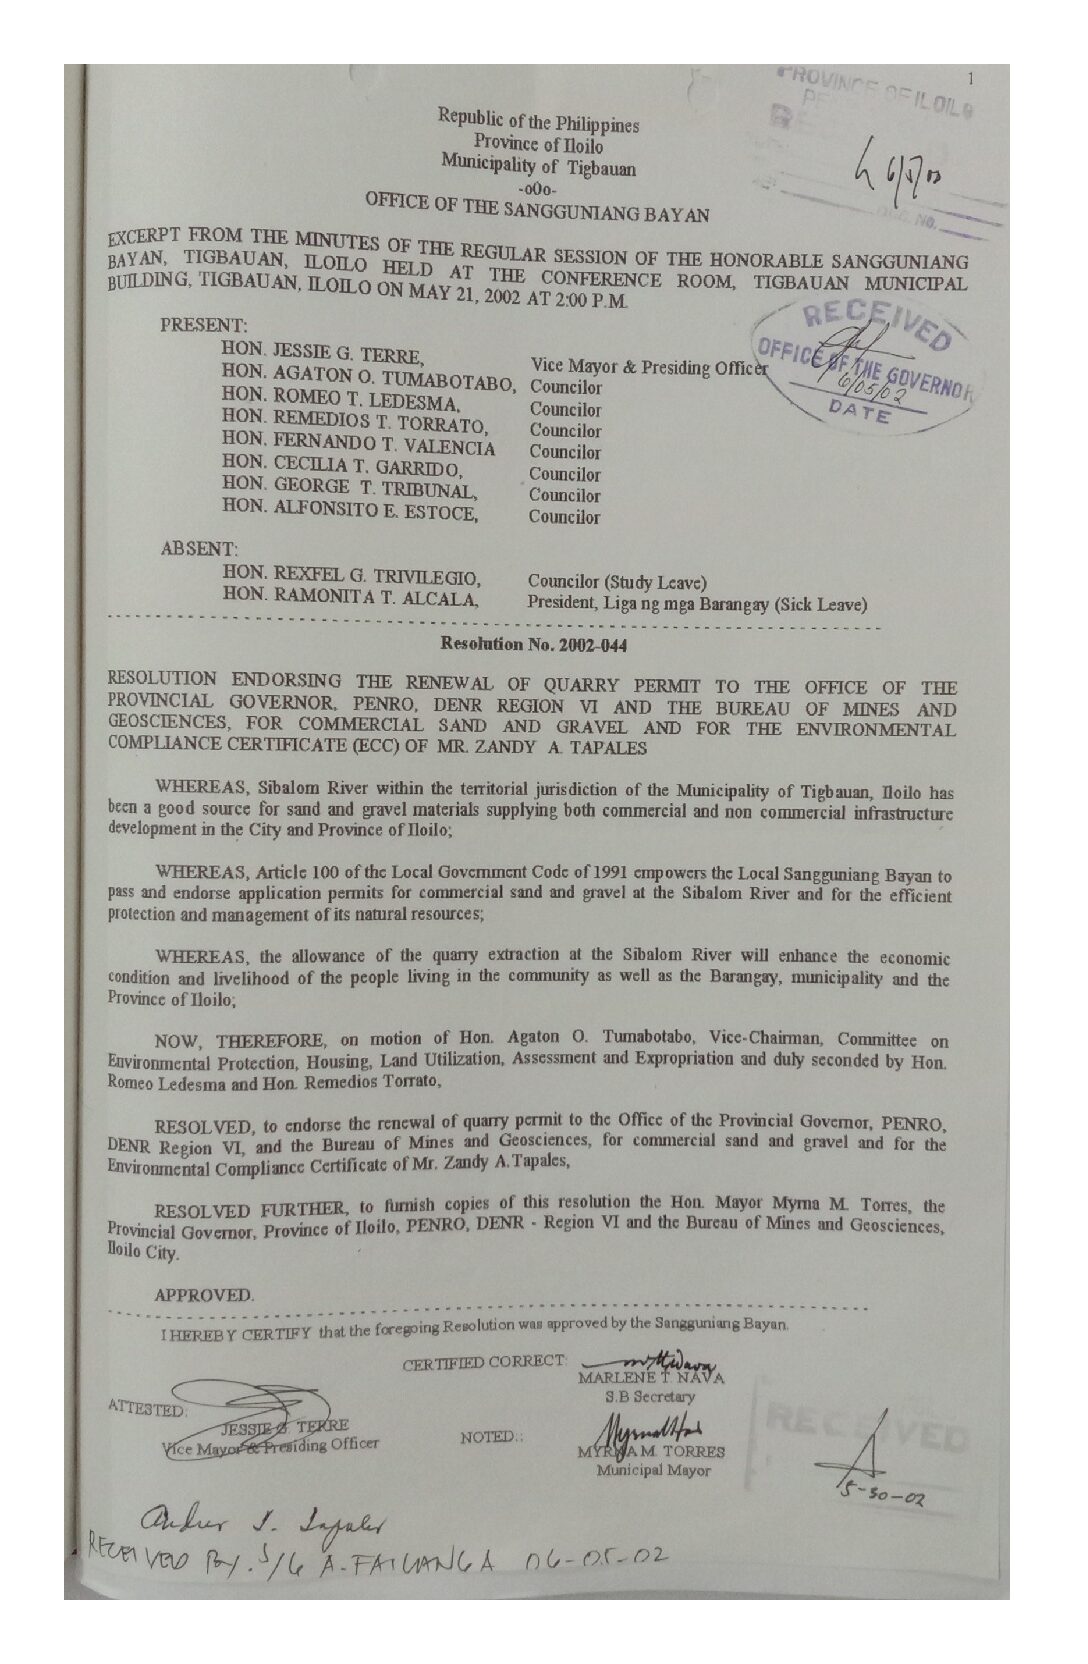 1
PROVINCE OF ILOILO
6/5/02
NO.
Republic of the Philippines
Province of Iloilo
Municipality of Tigbauan
-o0o-
OFFICE OF THE SANGGUNIANG BAYAN
EXCERPT FROM THE MINUTES OF THE REGULAR SESSION OF THE HONORABLE SANGGUNIANG
BAYAN, TIGBAUAN, ILOILO HELD AT THE CONFERENCE ROOM, TIGBAUAN MUNICIPAL
BUILDING, TIGBAUAN, ILOILO ON MAY 21, 2002 AT 2:00 P.M.
RECEIVED
OFFICE OF THE GOVERNOR
6/05/02
DATE
PRESENT:
HON. JESSIE G. TERRE, Vice Mayor & Presiding Officer
HON. AGATON O. TUMABOTABO, Councilor
HON. ROMEO T. LEDESMA, Councilor
HON. REMEDIOS T. TORRATO, Councilor
HON. FERNANDO T. VALENCIA Councilor
HON. CECILIA T. GARRIDO, Councilor
HON. GEORGE T. TRIBUNAL, Councilor
HON. ALFONSITO E. ESTOCE, Councilor
ABSENT:
HON. REXFEL G. TRIVILEGIO, Councilor (Study Leave)
HON. RAMONITA T. ALCALA, President, Liga ng mga Barangay (Sick Leave)
Resolution No. 2002-044
RESOLUTION ENDORSING THE RENEWAL OF QUARRY PERMIT TO THE OFFICE OF THE
PROVINCIAL GOVERNOR, PENRO, DENR REGION VI AND THE BUREAU OF MINES AND
GEOSCIENCES, FOR COMMERCIAL SAND AND GRAVEL AND FOR THE ENVIRONMENTAL
COMPLIANCE CERTIFICATE (ECC) OF MR. ZANDY A. TAPALES
WHEREAS, Sibalom River within the territorial jurisdiction of the Municipality of Tigbauan, Iloilo has
been a good source for sand and gravel materials supplying both commercial and non commercial infrastructure
development in the City and Province of Iloilo;
WHEREAS, Article 100 of the Local Government Code of 1991 empowers the Local Sangguniang Bayan to
pass and endorse application permits for commercial sand and gravel at the Sibalom River and for the efficient
protection and management of its natural resources;
WHEREAS, the allowance of the quarry extraction at the Sibalom River will enhance the economic
condition and livelihood of the people living in the community as well as the Barangay, municipality and the
Province of Iloilo;
NOW, THEREFORE, on motion of Hon. Agaton O. Tumabotabo, Vice-Chairman, Committee on
Environmental Protection, Housing, Land Utilization, Assessment and Expropriation and duly seconded by Hon.
Romeo Ledesma and Hon. Remedios Torrato,
RESOLVED, to endorse the renewal of quarry permit to the Office of the Provincial Governor, PENRO,
DENR Region VI, and the Bureau of Mines and Geosciences, for commercial sand and gravel and for the
Environmental Compliance Certificate of Mr. Zandy A.Tapales,
RESOLVED FURTHER, to furnish copies of this resolution the Hon. Mayor Myrna M. Torres, the
Provincial Governor, Province of Iloilo, PENRO, DENR - Region VI and the Bureau of Mines and Geosciences,
Iloilo City.
APPROVED.
I HEREBY CERTIFY that the foregoing Resolution was approved by the Sangguniang Bayan.
CERTIFIED CORRECT:
MARLENE T. NAVA
S.B Secretary
ATTESTED:
JESSIE G. TERRE
Vice Mayor & Presiding Officer
NOTED.:
MYRNA M. TORRES
Municipal Mayor
RECEIVED
5-30-02
RECEIVED BY. S/G 06-05-02